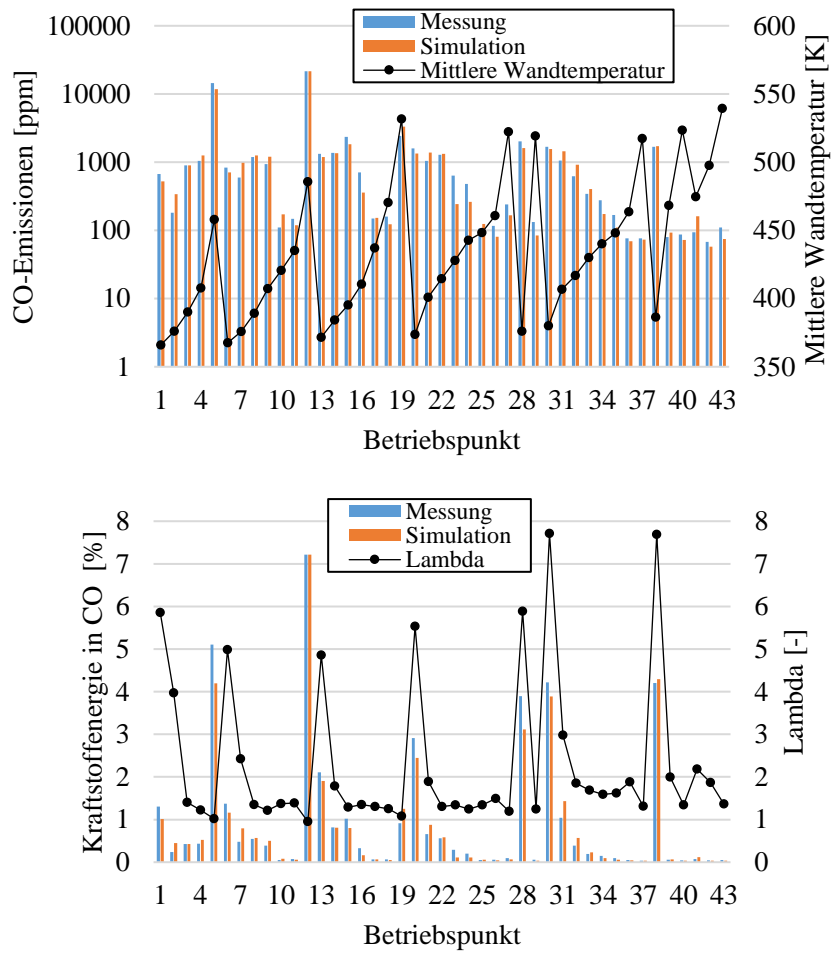 Messung
Simulation
Mittlere Wandtemperatur
CO-Emissionen [ppm]
100000
10000
1000
100
10
1
Mittlere Wandtemperatur [K]
600
550
500
450
400
350
1 4 7 10 13 16 19 22 25 28 31 34 37 40 43
Betriebspunkt
Messung
Simulation
Lambda
Kraftstoffenergie in CO [%]
8
7
6
5
4
3
2
1
0
Lambda [-]
8
7
6
5
4
3
2
1
0
1 4 7 10 13 16 19 22 25 28 31 34 37 40 43
Betriebspunkt